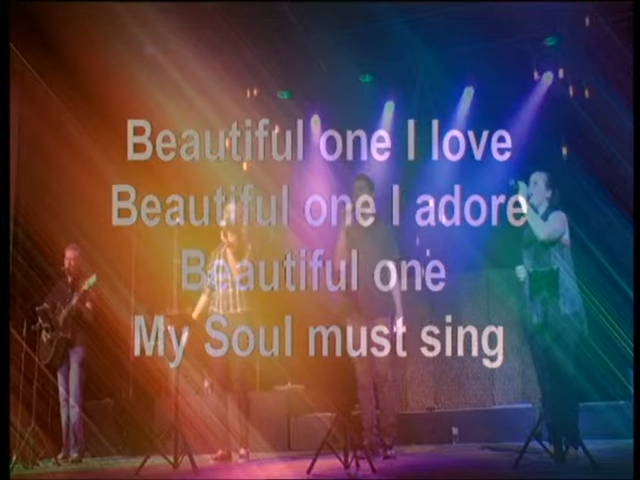 Beautiful one I love
Beautiful one I adore
Beautiful one
My Soul must sing